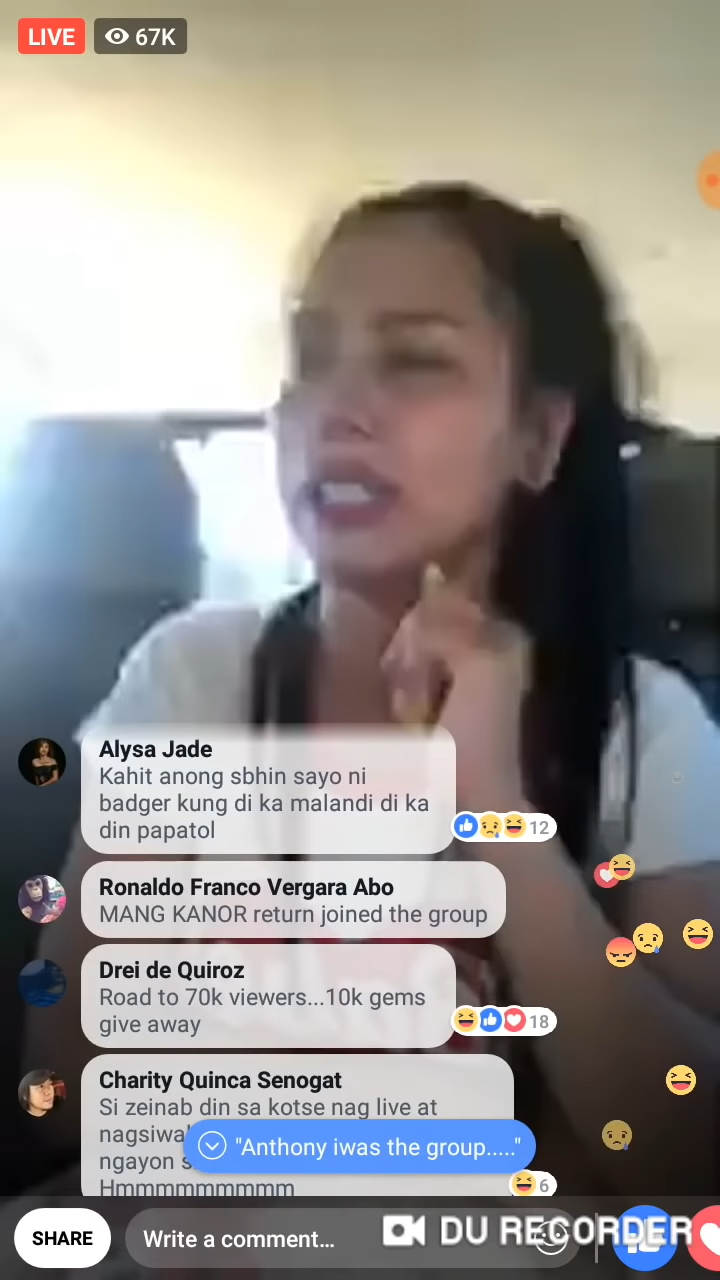 LIVE 67K
Alysa Jade
Kahit anong sbhin sayo ni
badger kung di ka malandi di ka
din papatol
12
Ronaldo Franco Vergara Abo
MANG KANOR return joined the group
Drei de Quiroz
Road to 70k viewers...10k gems
give away
18
Charity Quinca Senogat
Si zeinab din sa kotse nag live at
nagsiwal
"Anthony iwas the group....."
ngayon s
Hmmmmmmmmm
6
SHARE
Write a comment...
DU RECORDER